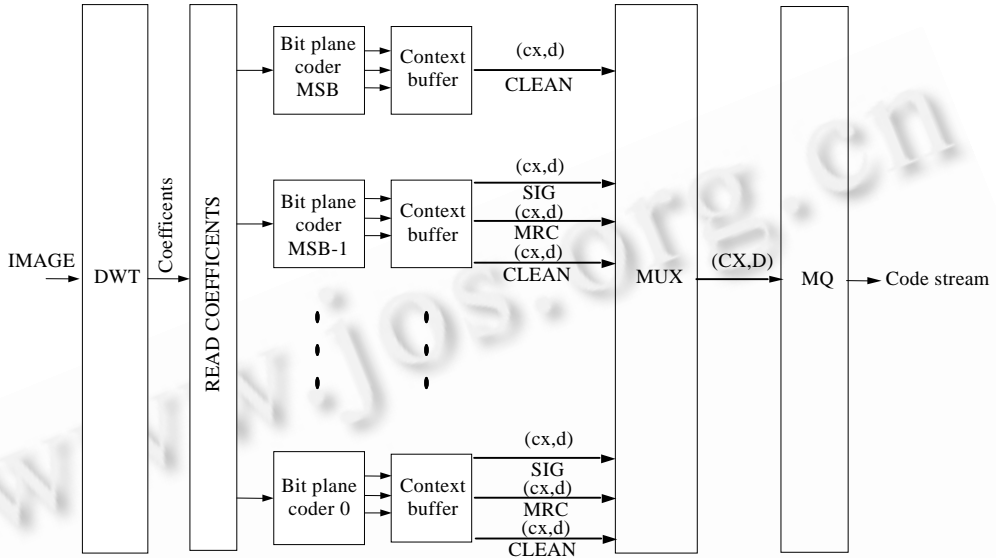 IMAGE
DWT
Coefficents
READ COEFFICENTS
Bit plane
coder
MSB
Context
buffer
(cx,d)
CLEAN
Bit plane
coder
MSB-1
Context
buffer
(cx,d)
SIG
(cx,d)
MRC
(cx,d)
CLEAN
Bit plane
coder 0
Context
buffer
(cx,d)
SIG
(cx,d)
MRC
(cx,d)
CLEAN
MUX
(CX,D)
MQ
Code stream
www.jos.org.cn